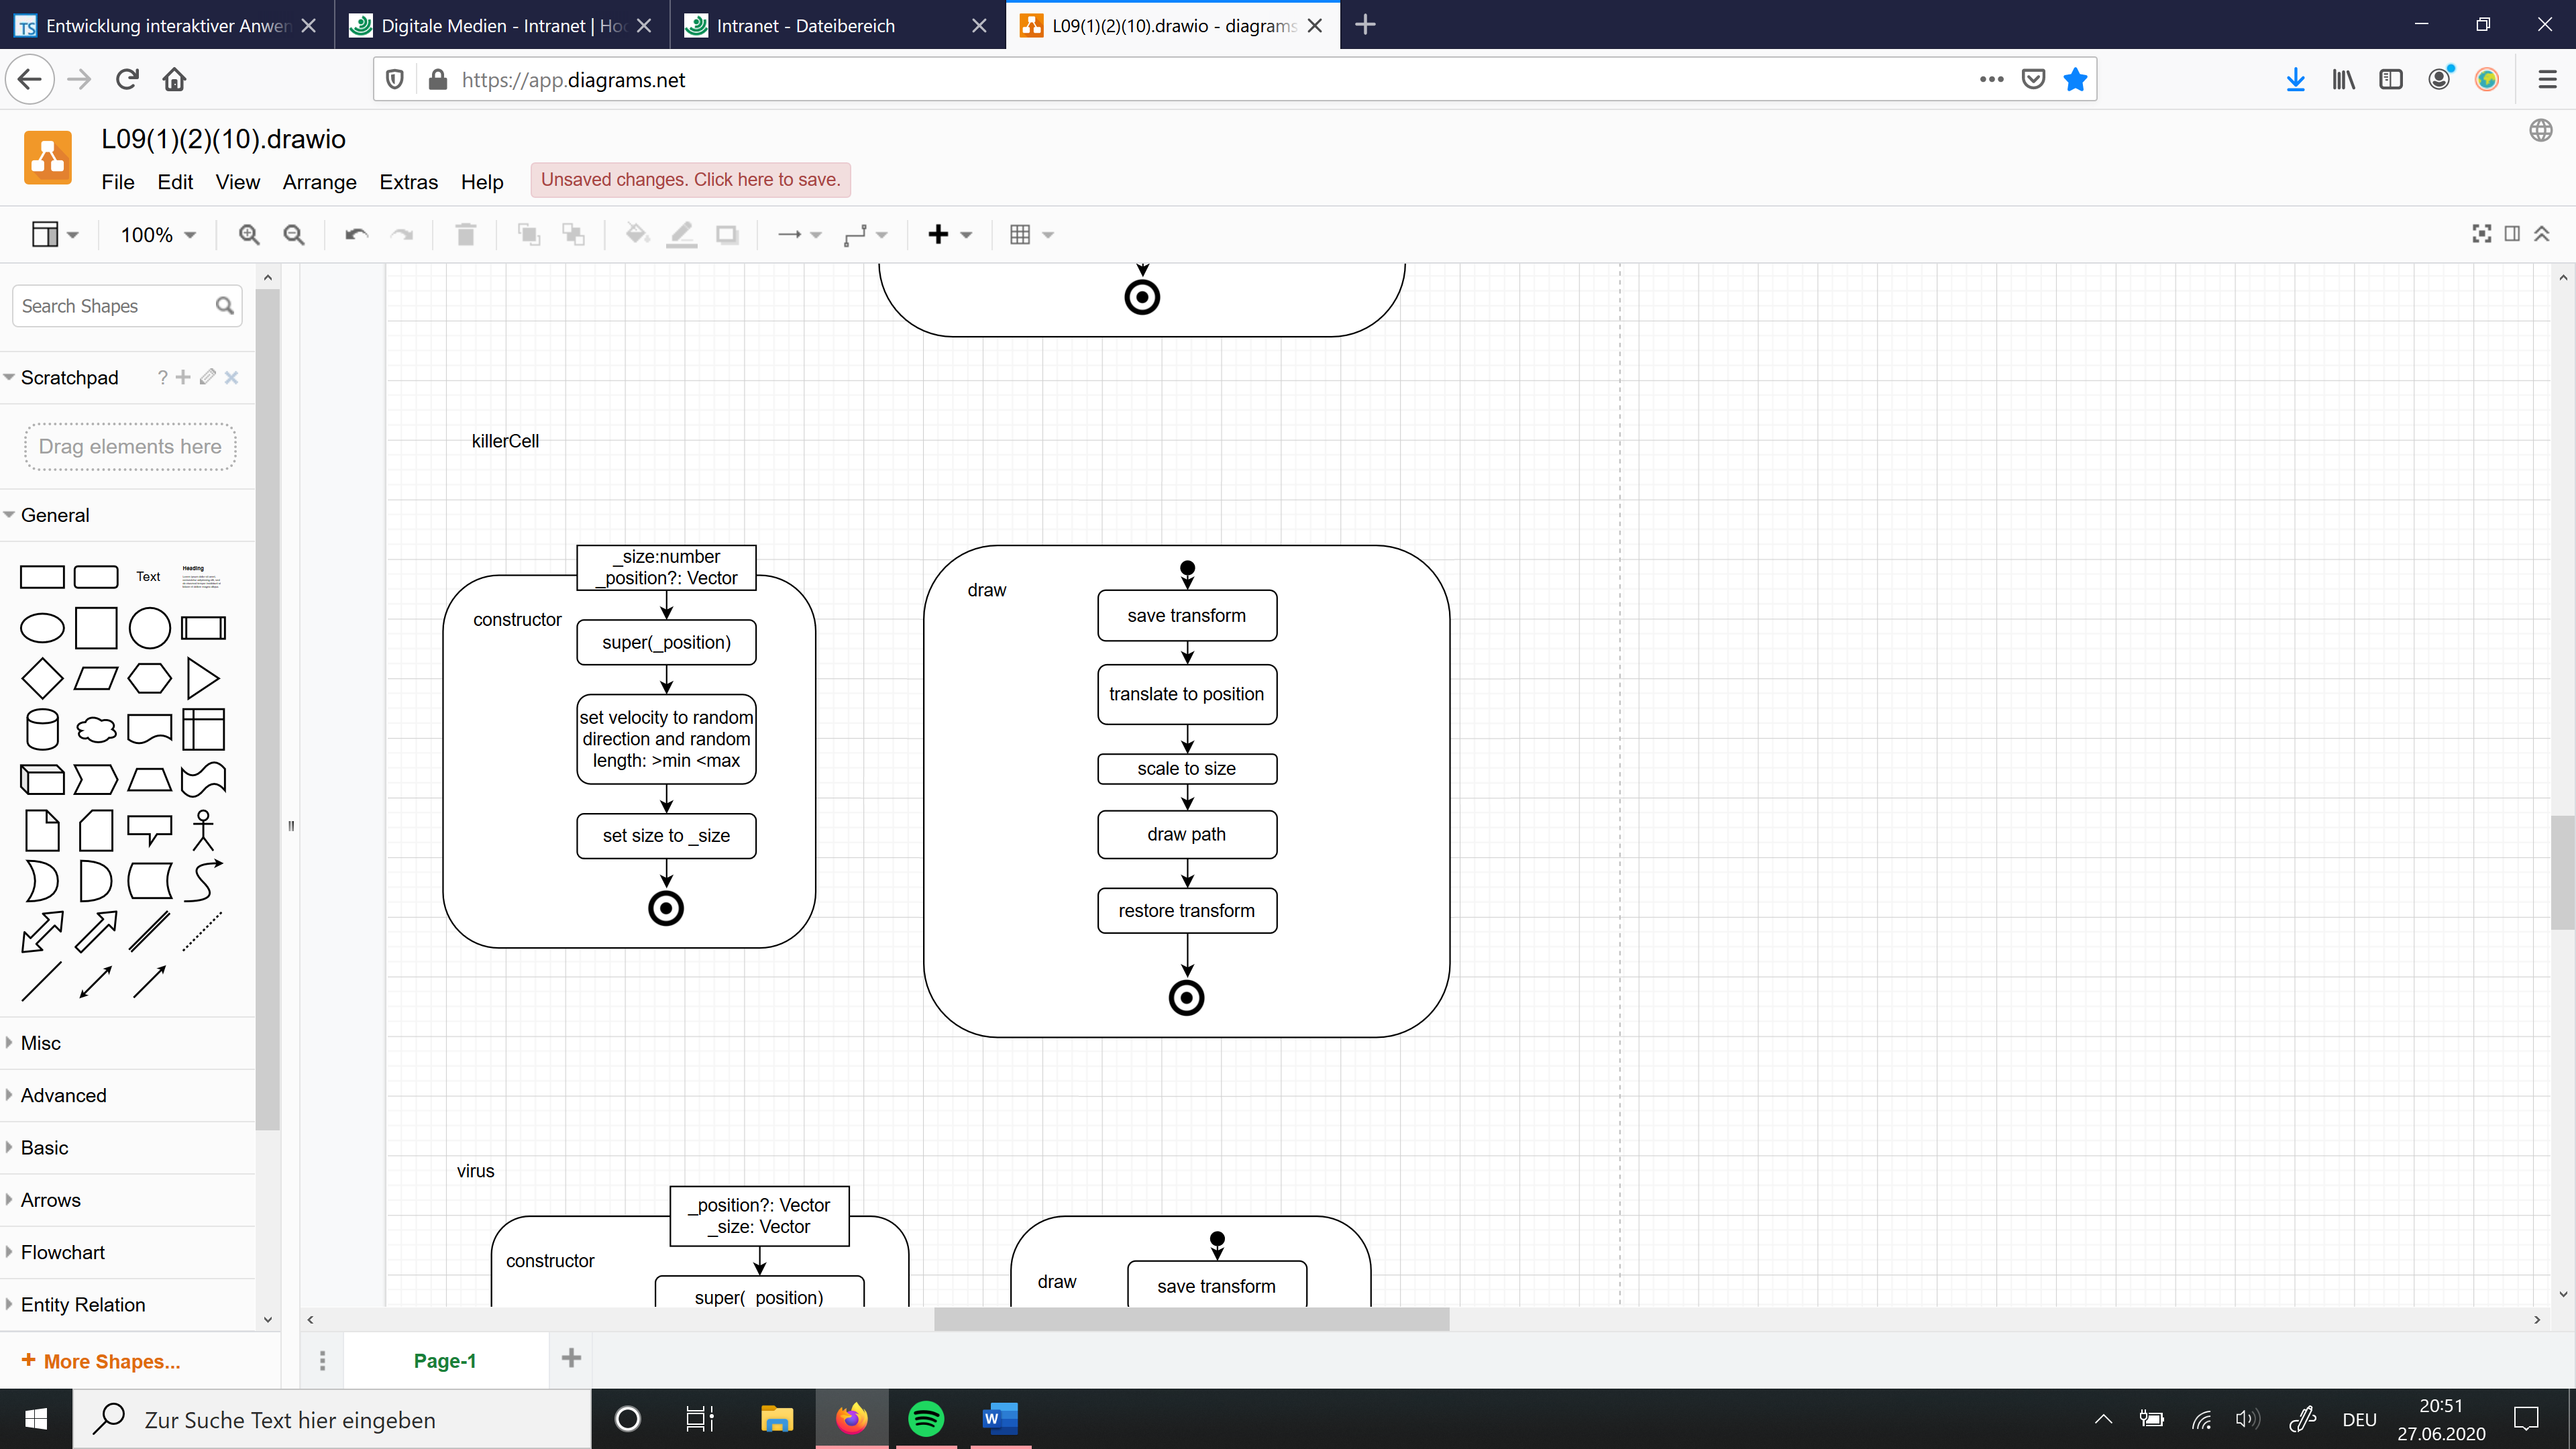 Entwicklung interaktiver Anwen
Digitale Medien - Intranet | Hoc
Intranet - Dateibereich
L09(1)(2)(10).drawio - diagrams
https://app.diagrams.net
L09(1)(2)(10).drawio
File Edit View Arrange Extras Help
Unsaved changes. Click here to save.
100%
Search Shapes
Scratchpad
Drag elements here
General
Text
Heading
Misc
Advanced
Basic
Arrows
Flowchart
Entity Relation
+ More Shapes...
killerCell
_size:number
_position?: Vector
constructor
super(_position)
set velocity to random
direction and random
length: >min <max
set size to _size
draw
save transform
translate to position
scale to size
draw path
restore transform
virus
_position?: Vector
_size: Vector
constructor
super(_position)
draw
save transform
Page-1
Zur Suche Text hier eingeben
DEU
20:51
27.06.2020